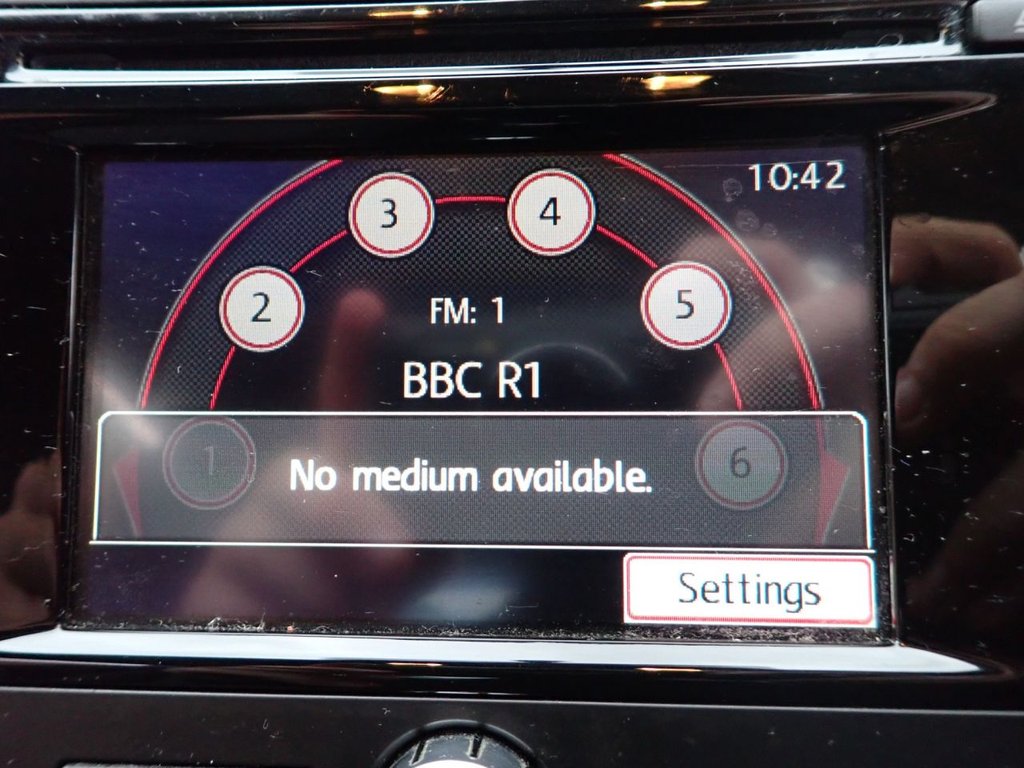 10:42
3 4
2 5
FM: 1
BBC R1
1 6
No medium available.
Settings